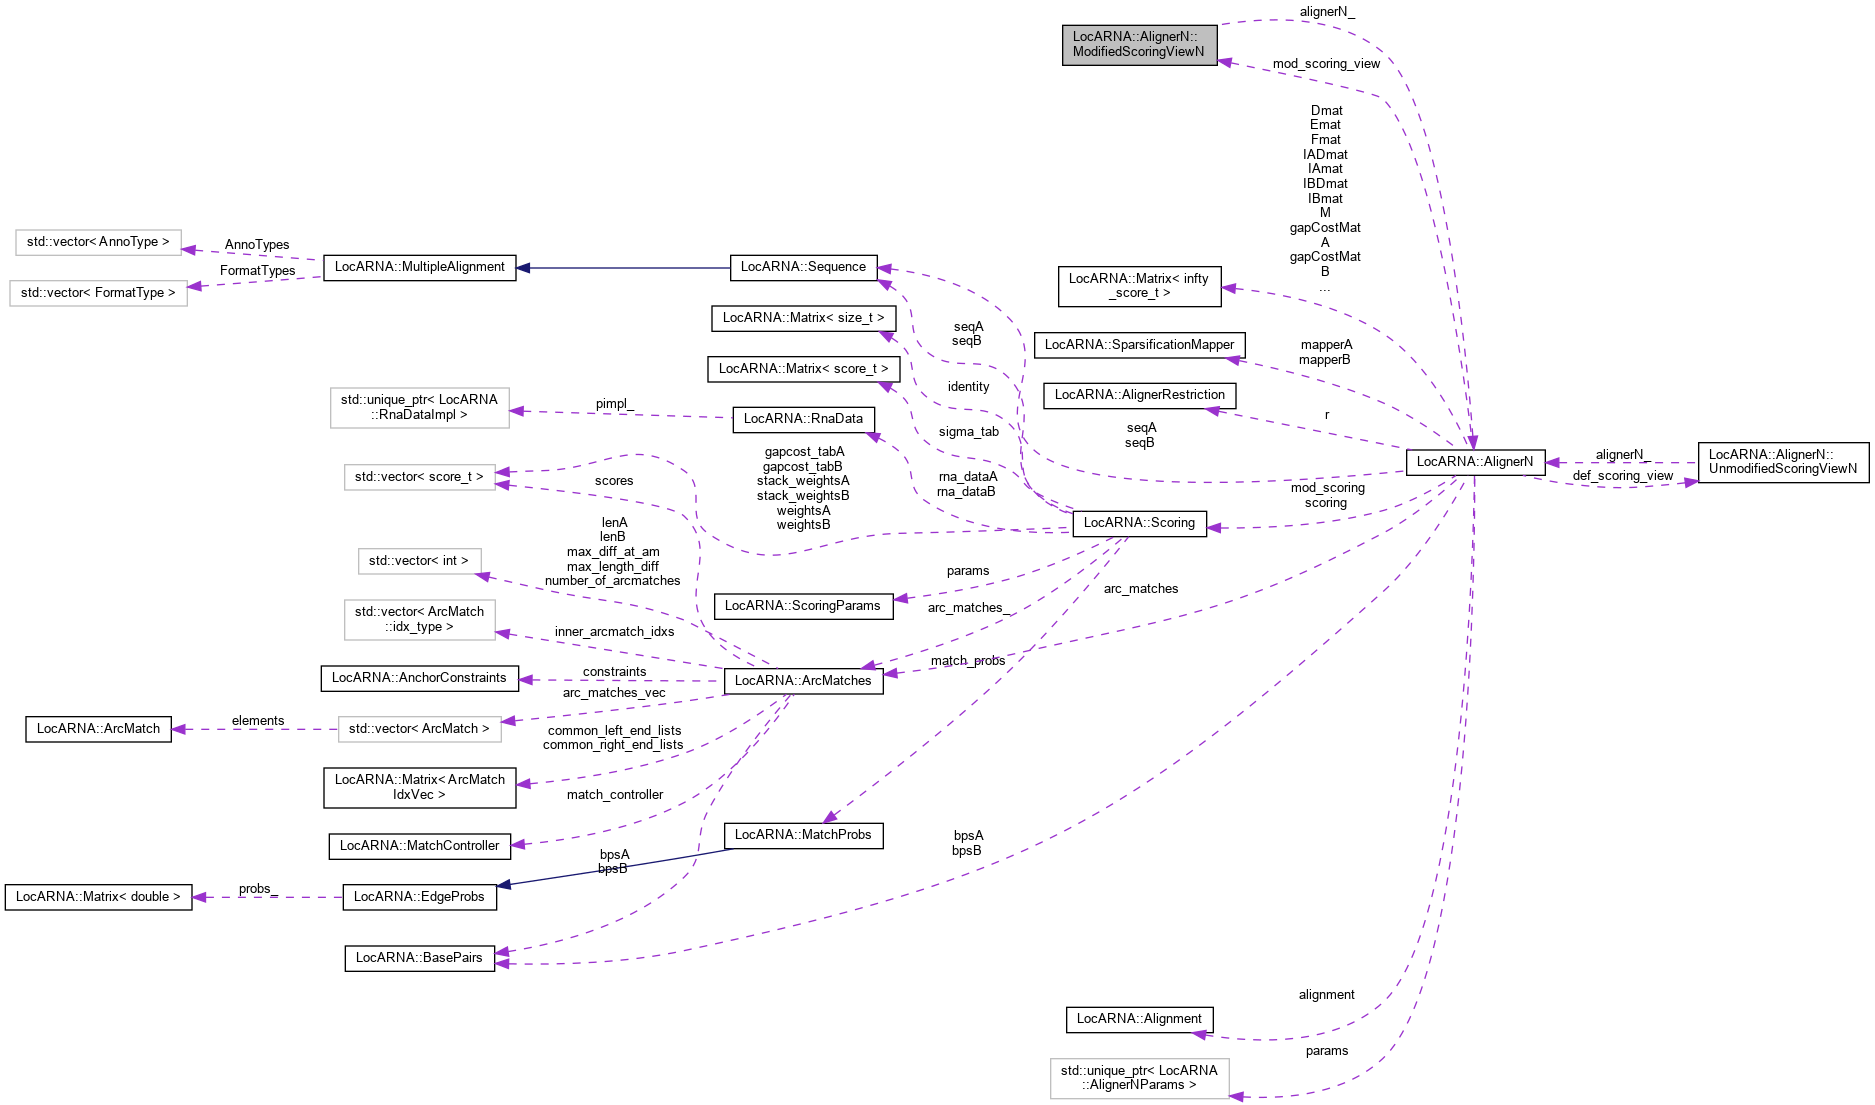 alignerN_
LocARNA::AlignerN::
ModifiedScoringViewN
mod_scoring_view
Dmat
Emat
Fmat
IADmat
IAmat
IBDmat
IBmat
M
gapCostMat
A
gapCostMat
B
...
std::vector< AnnoType >
AnnoTypes
FormatTypes
std::vector< FormatType >
LocARNA::MultipleAlignment
LocARNA::Sequence
LocARNA::Matrix< infty
_score_t >
LocARNA::Matrix< size_t >
seqA
seqB
LocARNA::SparsificationMapper
mapperA
mapperB
LocARNA::Matrix< score_t >
identity
LocARNA::AlignerRestriction
r
std::unique_ptr< LocARNA
::RnaDataImpl >
pimpl_
LocARNA::RnaData
sigma_tab
seqA
seqB
LocARNA::AlignerN
alignerN_
def_scoring_view
LocARNA::AlignerN::
UnmodifiedScoringViewN
std::vector< score_t >
scores
gapcost_tabA
gapcost_tabB
stack_weightsA
stack_weightsB
weightsA
weightsB
rna_dataA
rna_dataB
mod_scoring
scoring
LocARNA::Scoring
lenA
lenB
max_diff_at_am
max_length_diff
number_of_arcmatches
std::vector< int >
params
LocARNA::ScoringParams
arc_matches_
arc_matches
std::vector< ArcMatch
::idx_type >
inner_arcmatch_idxs
LocARNA::AnchorConstraints
constraints
LocARNA::ArcMatches
match_probs
arc_matches_vec
LocARNA::ArcMatch
elements
std::vector< ArcMatch >
common_left_end_lists
common_right_end_lists
LocARNA::Matrix< ArcMatch
IdxVec >
match_controller
LocARNA::MatchController
LocARNA::MatchProbs
bpsA
bpsB
bpsA
bpsB
LocARNA::Matrix< double >
probs_
LocARNA::EdgeProbs
LocARNA::BasePairs
alignment
LocARNA::Alignment
params
std::unique_ptr< LocARNA
::AlignerNParams >